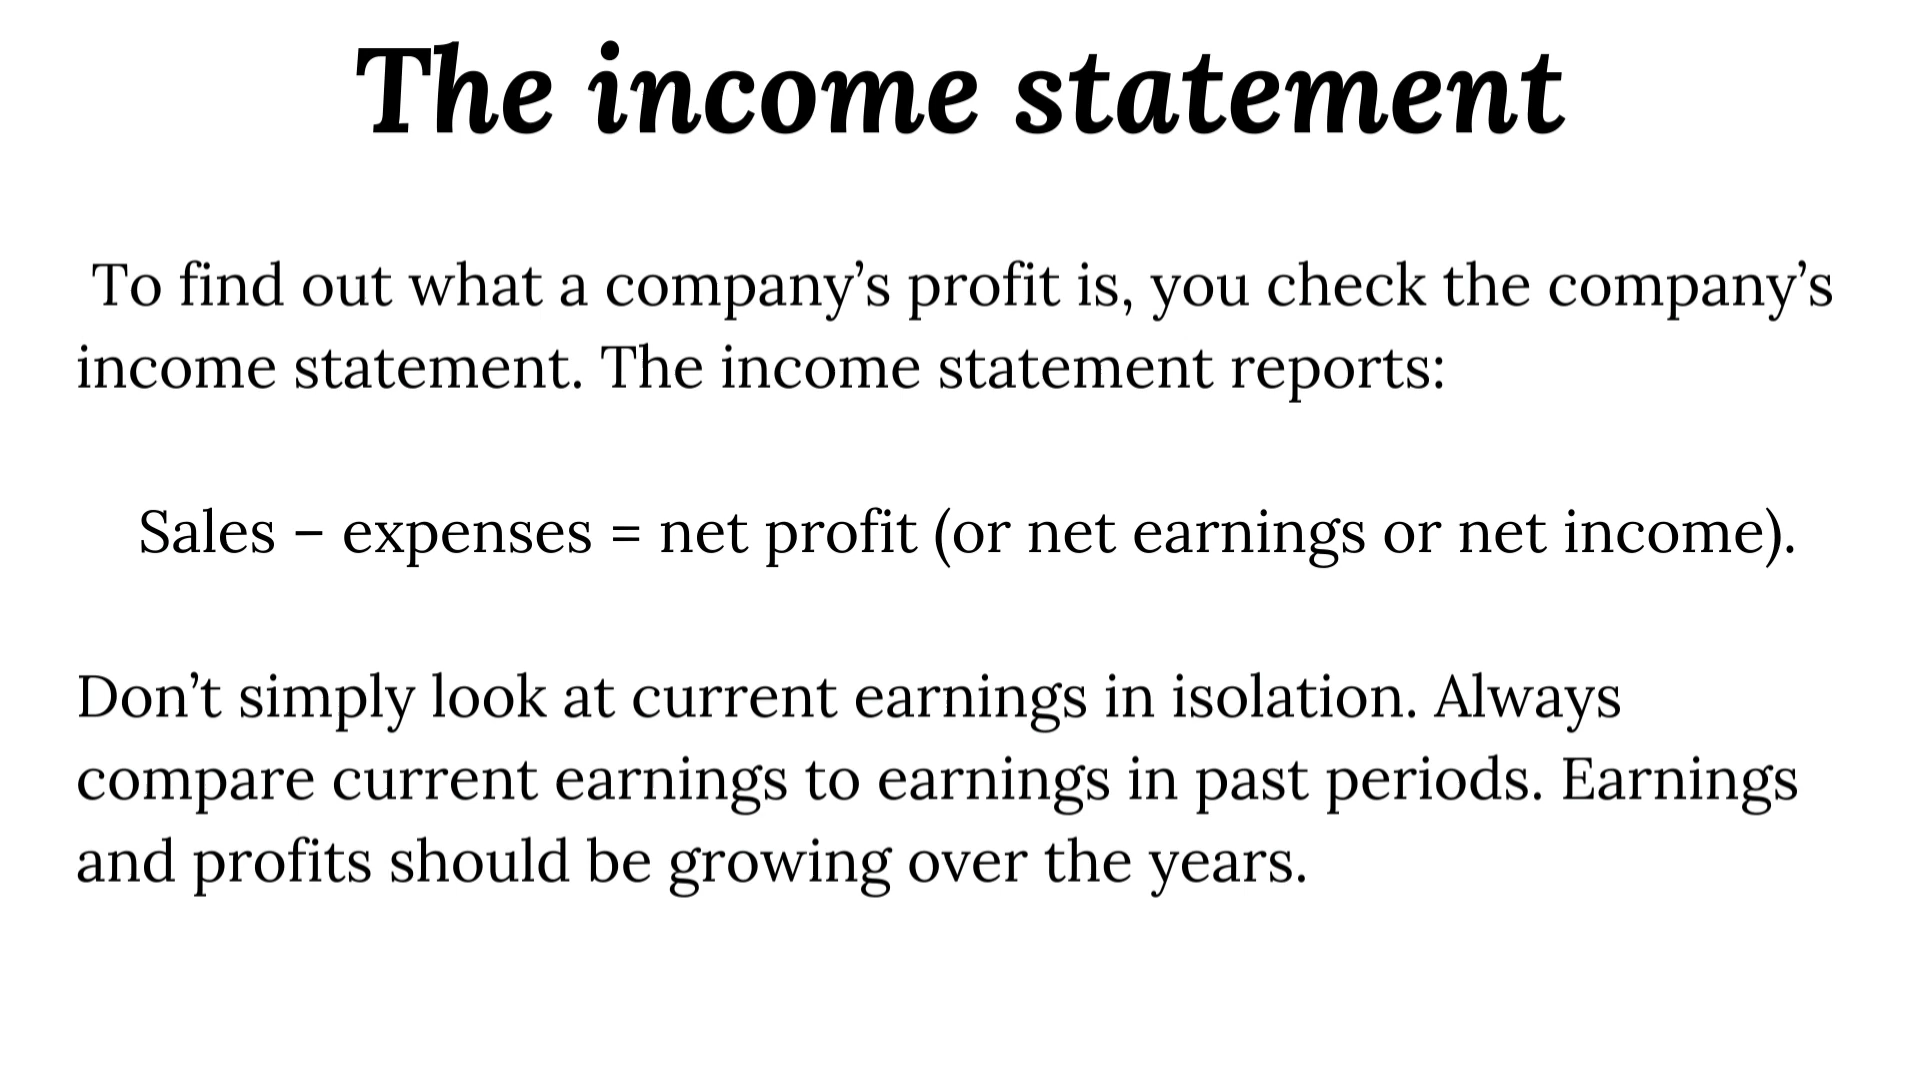 The income statement
To find out what a company’s profit is, you check the company’s
income statement. The income statement reports:
Sales – expenses = net profit (or net earnings or net income).
Don’t simply look at current earnings in isolation. Always
compare current earnings to earnings in past periods. Earnings
and profits should be growing over the years.